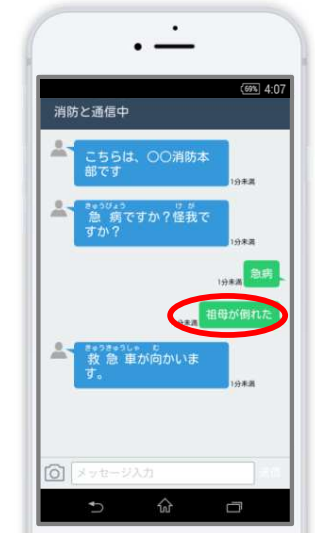 69% 4:07
消防と通信中
こちらは、〇〇消防本
部です
1分未満
きゅうびょう けが
急病ですか?怪我で
すか?
1分未満
急病
1分未満
祖母が倒れた
分未満
きゅうきゅうしゃ む
救急車が向かいま
す。
1分未満
メッセージ入力
送信